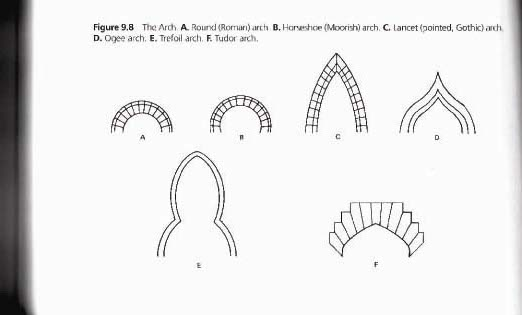 Figure 9.8 The Arch. A. Round (Roman) arch. B. Horseshoe (Moorish) arch. C. Lancet (pointed, Gothic) arch.
D. Ogee arch. E. Trefoil arch. F. Tudor arch.
A
B
C
D
E
F